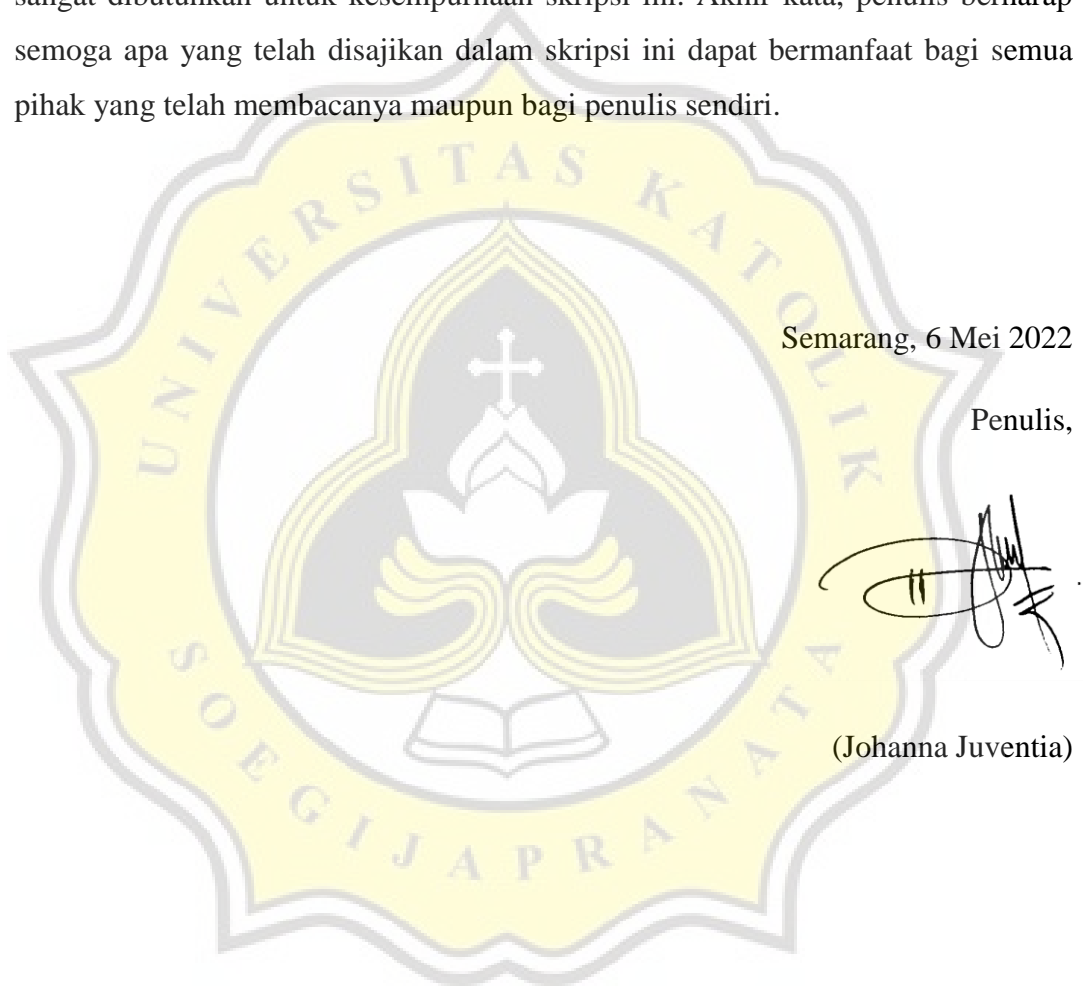 sangat dibutuhkan untuk kesempurnaan skripsi ini. Akhir kata, penulis berharap
semoga apa yang telah disajikan dalam skripsi ini dapat bermanfaat bagi semua
pihak yang telah membacanya maupun bagi penulis sendiri.
UNIVERSITAS KATOLIK
Semarang, 6 Mei 2022
Penulis,
(Johanna Juventia)
SOEGIJAPRANATA